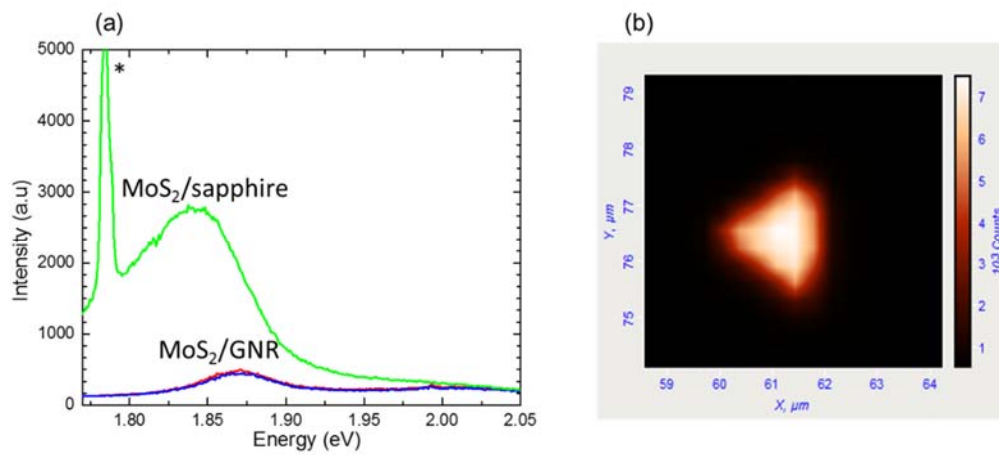 (a)
5000
4000
3000
2000
1000
0
Intensity (a.u)
*
MoS₂/sapphire
MoS₂/GNR
1.80 1.85 1.90 1.95 2.00 2.05
Energy (eV)
(b)
79
78
77
76
75
Y, µm
59 60 61 62 63 64
X, µm
7
6
5
4
3
2
1
10³ Counts